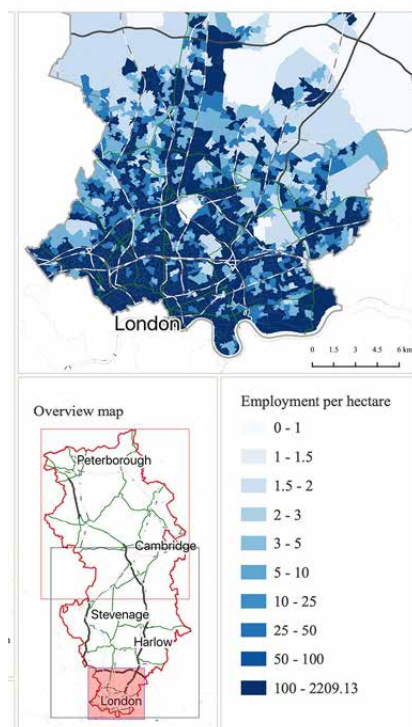 London
0 1.5 3 4.5 6 km
Overview map
Peterborough
Cambridge
Stevenage
Harlow
London
Employment per hectare
0 - 1
1 - 1.5
1.5 - 2
2 - 3
3 - 5
5 - 10
10 - 25
25 - 50
50 - 100
100 - 2209.13